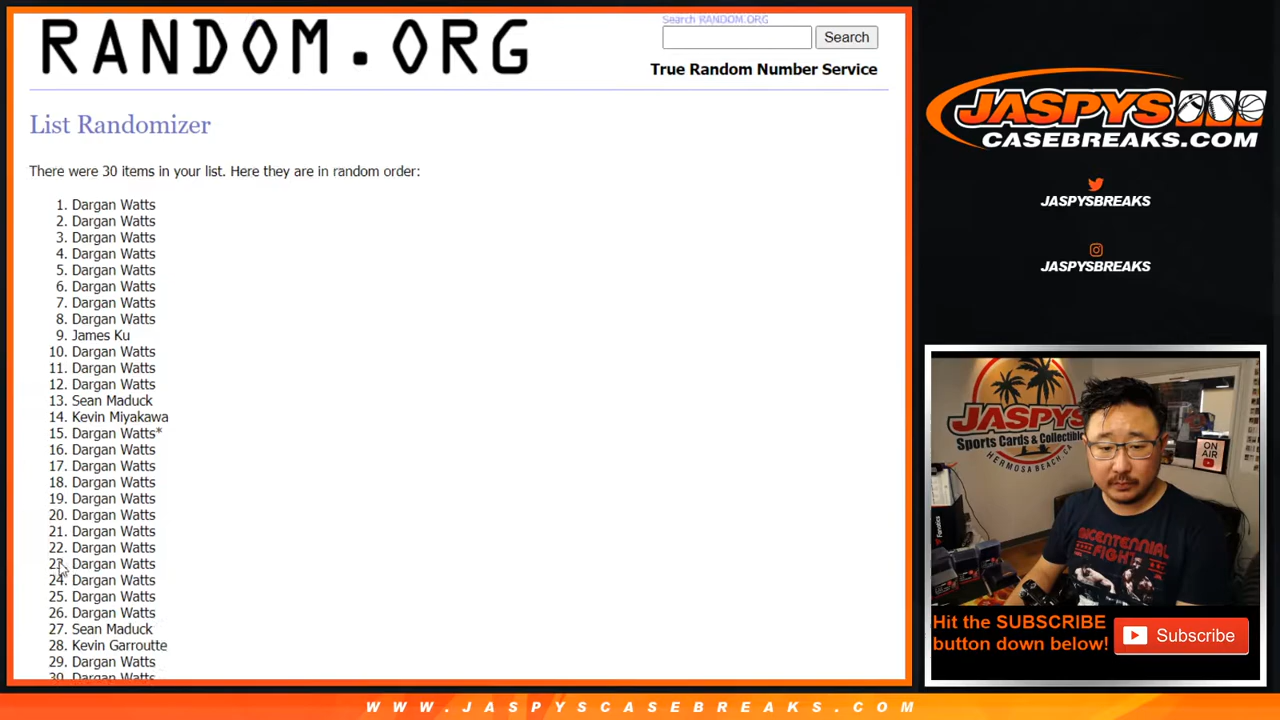 RANDOM.ORG
Search RANDOM.ORG
Search
True Random Number Service
List Randomizer
There were 30 items in your list. Here they are in random order:
1. Dargan Watts
2. Dargan Watts
3. Dargan Watts
4. Dargan Watts
5. Dargan Watts
6. Dargan Watts
7. Dargan Watts
8. Dargan Watts
9. James Ku
10. Dargan Watts
11. Dargan Watts
12. Dargan Watts
13. Sean Maduck
14. Kevin Miyakawa
15. Dargan Watts*
16. Dargan Watts
17. Dargan Watts
18. Dargan Watts
19. Dargan Watts
20. Dargan Watts
21. Dargan Watts
22. Dargan Watts
23. Dargan Watts
24. Dargan Watts
25. Dargan Watts
26. Dargan Watts
27. Sean Maduck
28. Kevin Garroutte
29. Dargan Watts
30. Dargan Watts
JASPYS
CASEBREAKS.COM
JASPYSBREAKS
JASPYSBREAKS
JASPYS
Sports Cards & Collectibles
HERMOSA BEACH, CA
ON
AIR
Fanatics
BICENTENNIAL
FIGHT
Hit the SUBSCRIBE
button down below!
Subscribe
WWW.JASPYSCASEBREAKS.COM